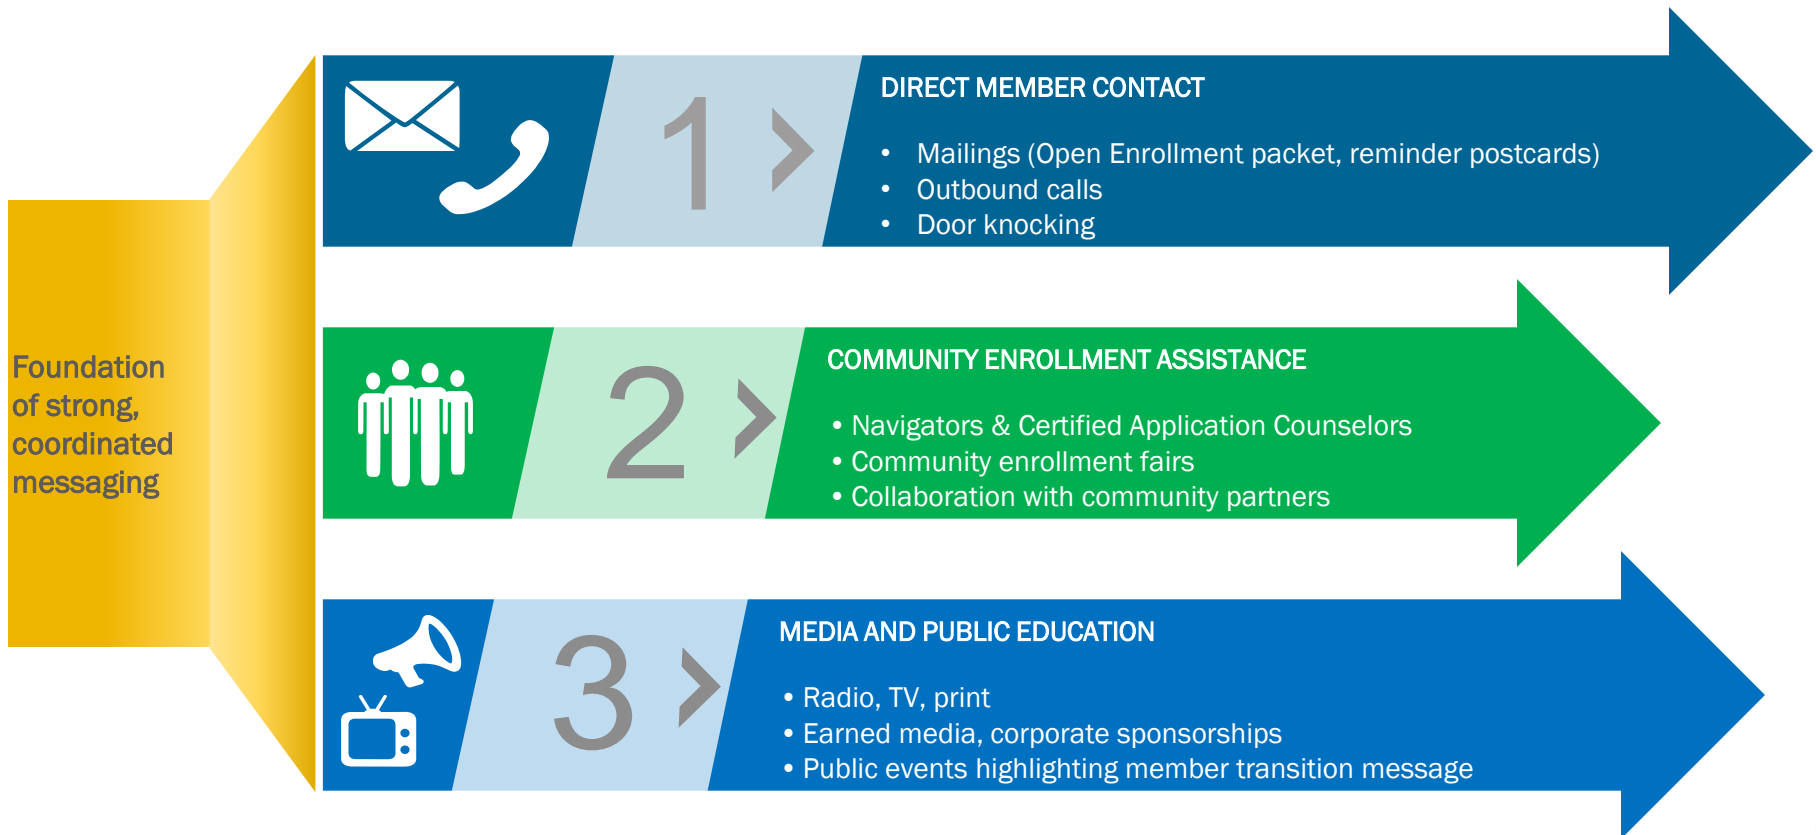 Foundation
of strong,
coordinated
messaging
1
DIRECT MEMBER CONTACT
• Mailings (Open Enrollment packet, reminder postcards)
• Outbound calls
• Door knocking
2
COMMUNITY ENROLLMENT ASSISTANCE
• Navigators & Certified Application Counselors
• Community enrollment fairs
• Collaboration with community partners
3
MEDIA AND PUBLIC EDUCATION
• Radio, TV, print
• Earned media, corporate sponsorships
• Public events highlighting member transition message